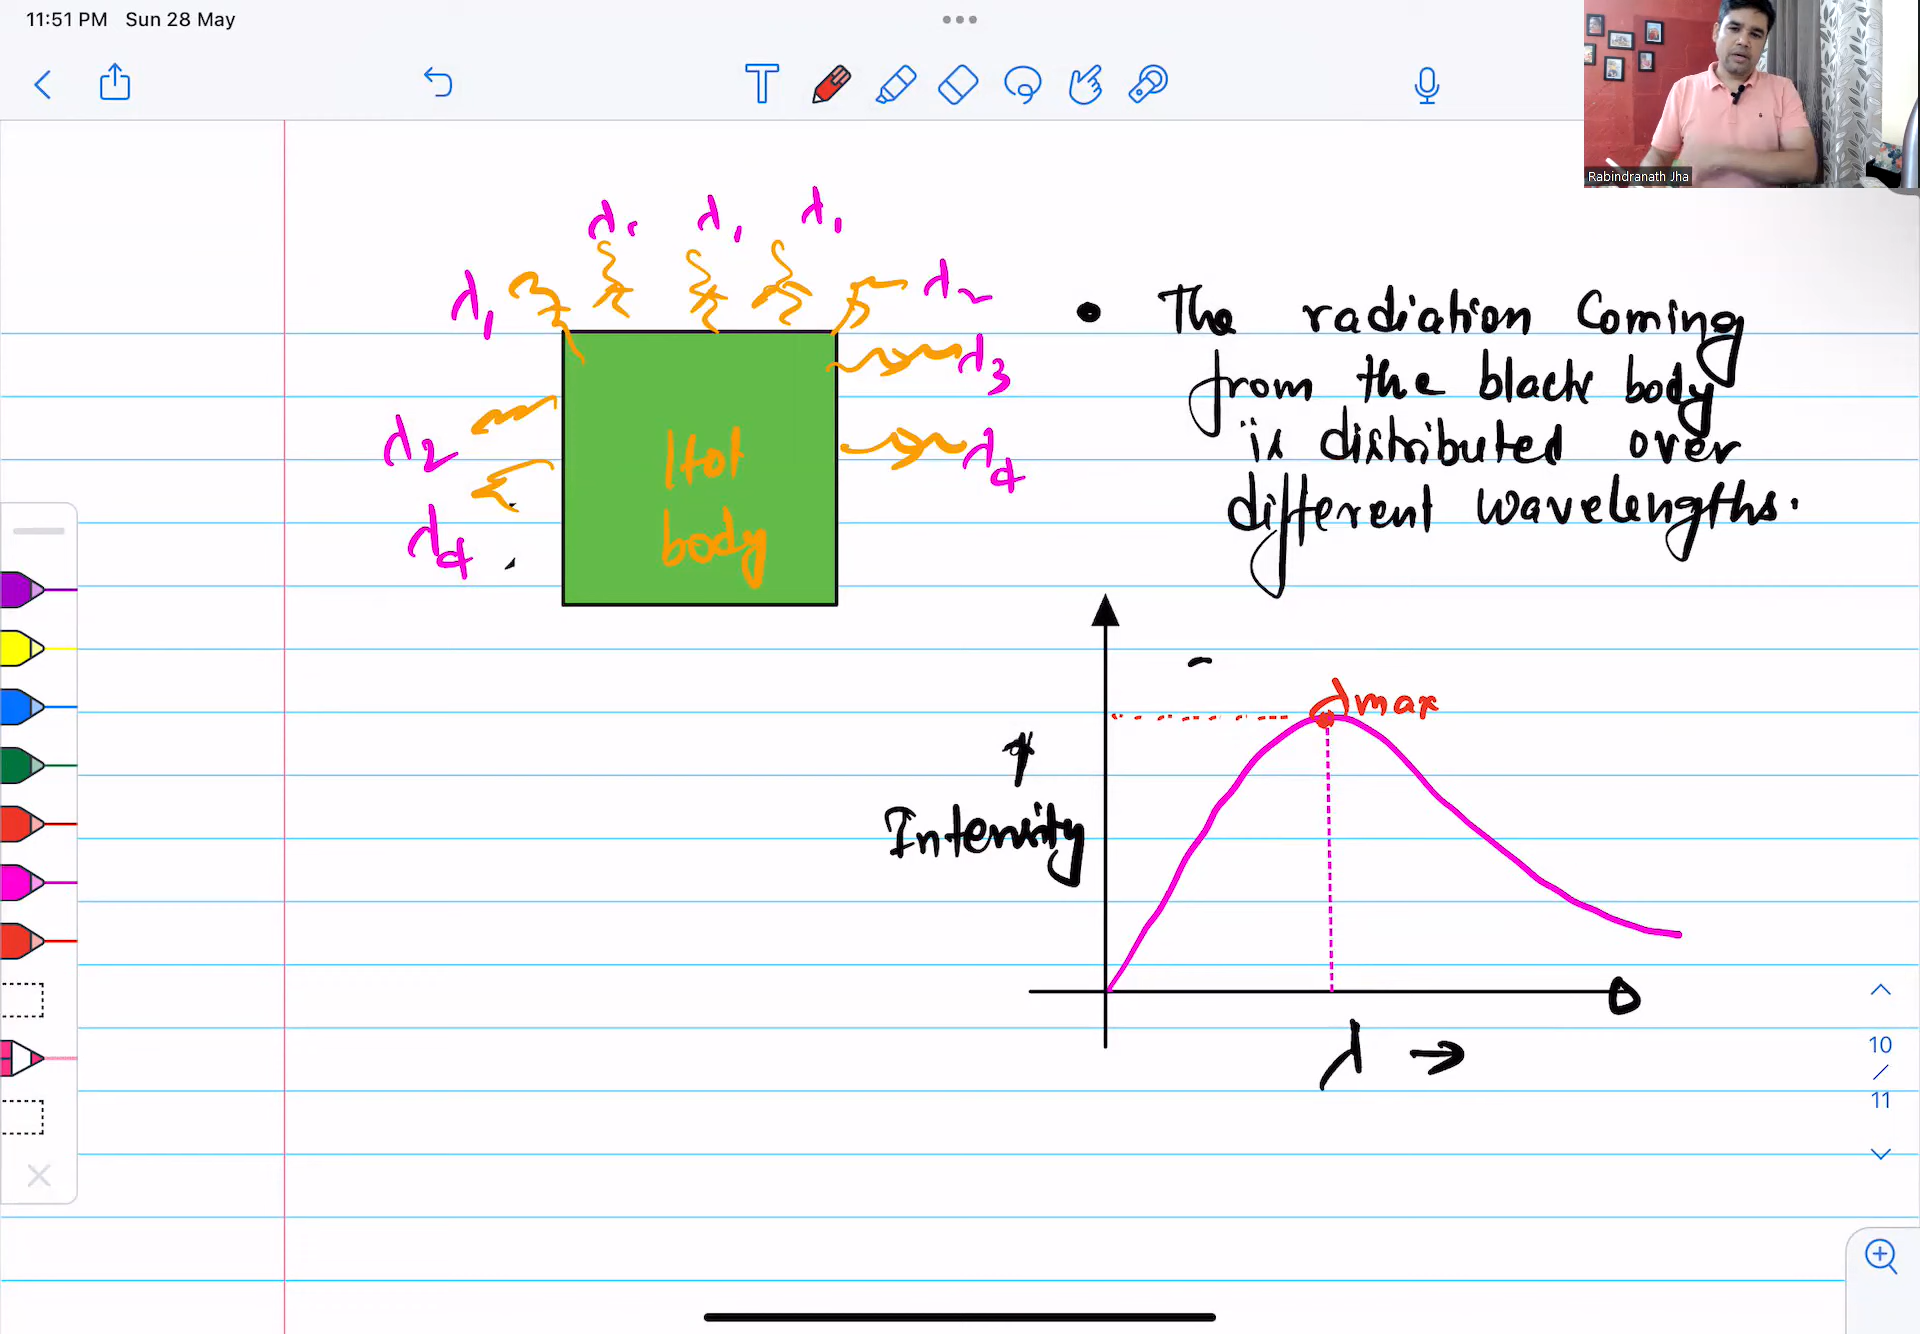 11:51 PM Sun 28 May
Rabindranath Jha
λ1 λ1 λ1
λ1 λ2
λ3
λ2 λ4
λ4
Hot
body
• The radiation Coming
from the black body
is distributed over
different wavelengths.
λmax
Intensity
λ →
10
/
11